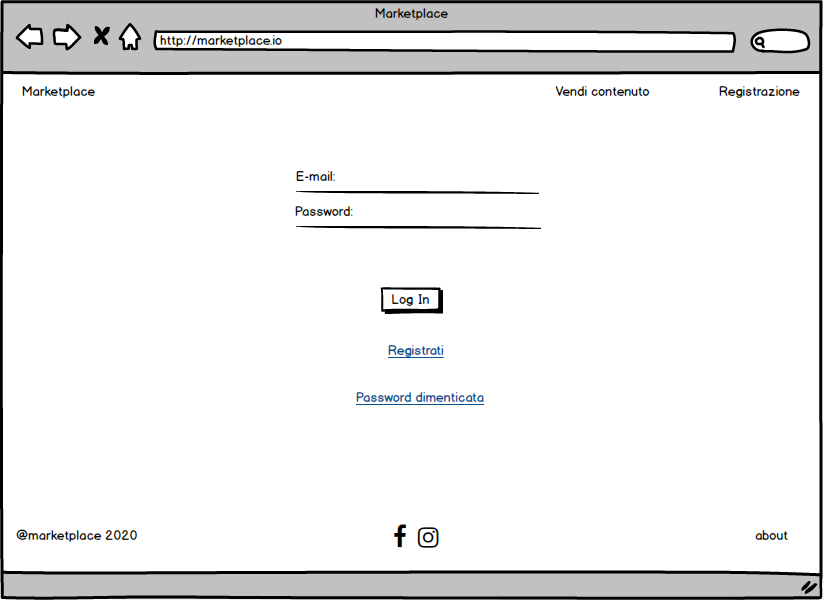 Marketplace
http://marketplace.io
Marketplace Vendi contenuto Registrazione
E-mail:
Password:
Log In
Registrati
Password dimenticata
@marketplace 2020 about